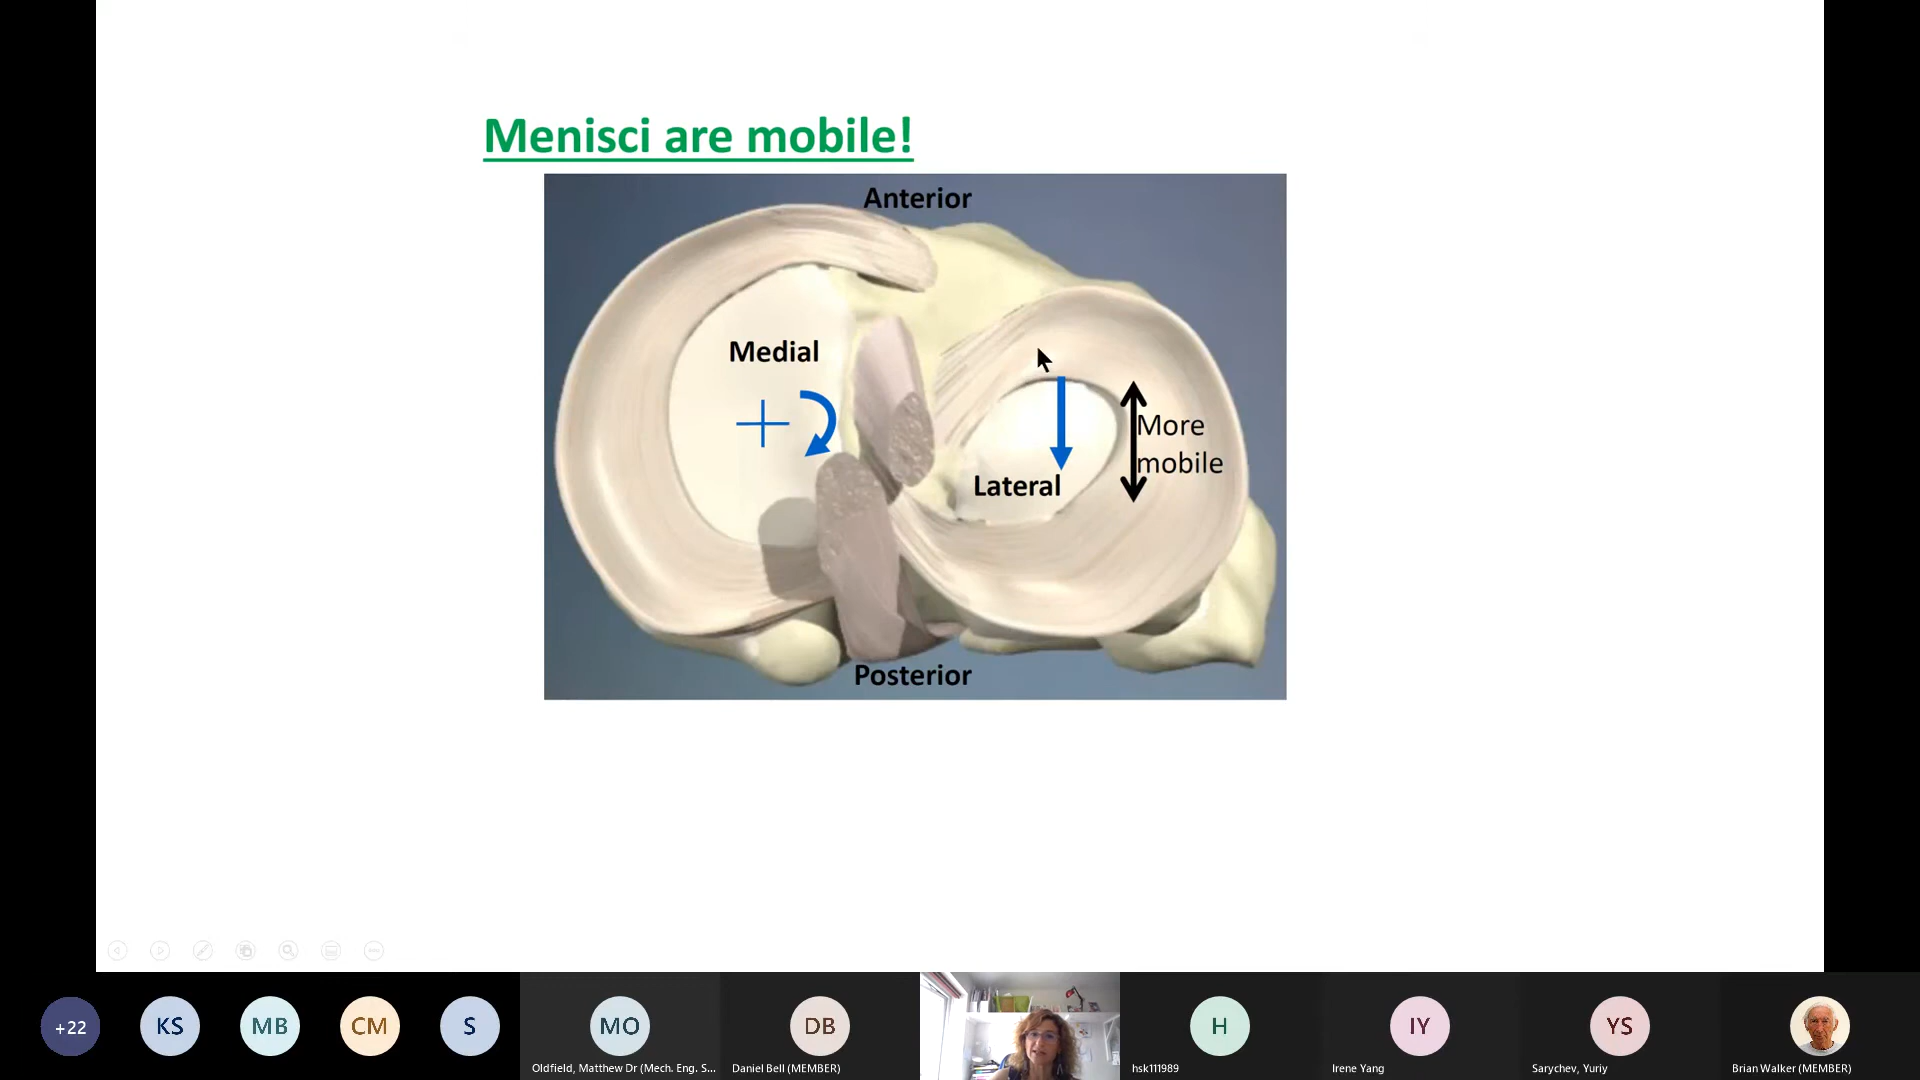 Menisci are mobile!
Anterior
Medial
More
mobile
Lateral
Posterior
+22
KS
MB
CM
S
MO
DB
H
IY
YS
Oldfield, Matthew Dr (Mech. Eng. S...
Daniel Bell (MEMBER)
hsk111989
Irene Yang
Sarychev, Yuriy
Brian Walker (MEMBER)